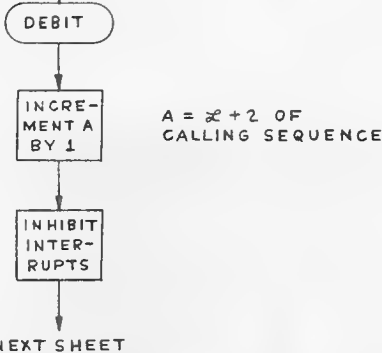 DEBIT
INCRE-
MENT A
BY 1
A = ℒ + 2 OF
CALLING SEQUENCE
INHIBIT
INTER-
RUPTS
NEXT SHEET